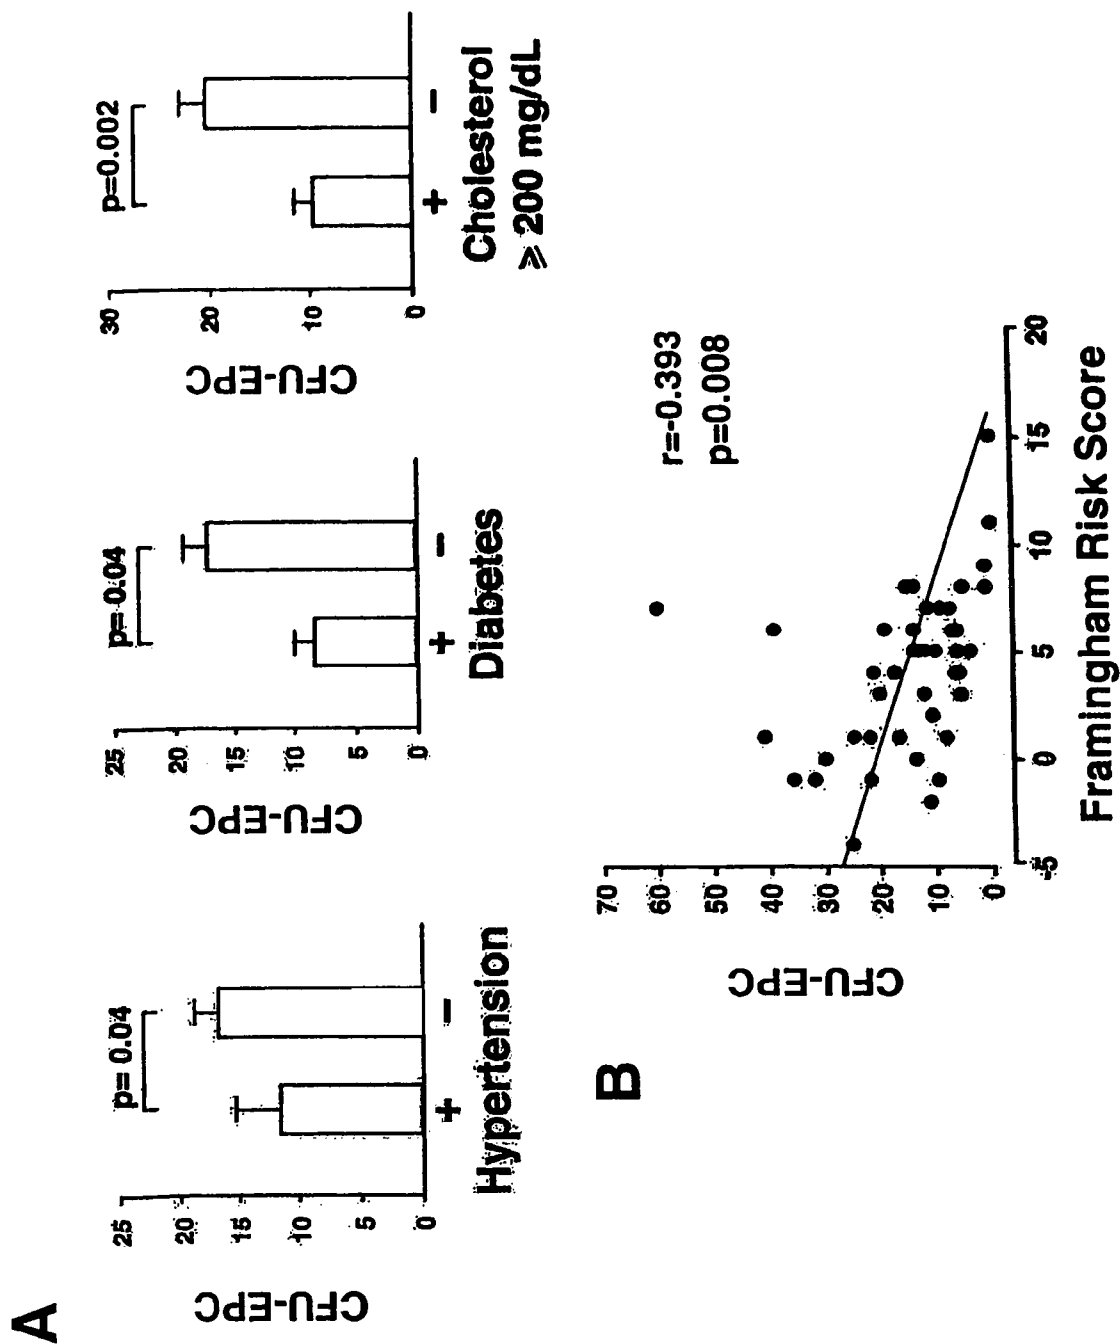 A
CFU-EPC
25
20
15
10
5
0
p= 0.04
+
−
Hypertension
CFU-EPC
25
20
15
10
5
0
p= 0.04
+
−
Diabetes
CFU-EPC
30
20
10
0
p=0.002
+
−
Cholesterol
⩾ 200 mg/dL
B
CFU-EPC
70
60
50
40
30
20
10
0
r=-0.393
p=0.008
-5
0
5
10
15
20
Framingham Risk Score